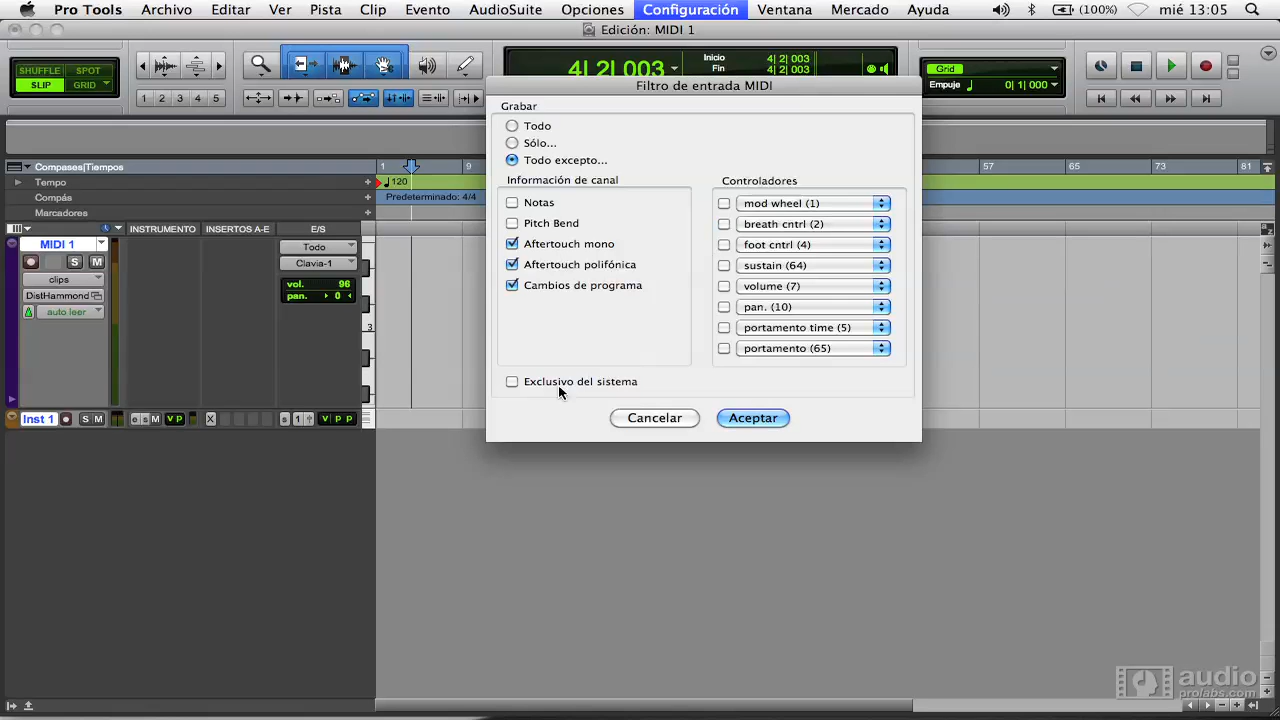 Pro Tools Archivo Editar Ver Pista Clip Evento AudioSuite Opciones Configuración Ventana Mercado Ayuda (100%) mié 13:05
Edición: MIDI 1
SHUFFLE SPOT
SLIP GRID
1 2 3 4 5
4| 2| 003
Inicio 4| 2| 003
Fin 4| 2| 003
Grid
Empuje 0| 1| 000
Filtro de entrada MIDI
Grabar
Todo
Sólo...
Todo excepto...
Información de canal
Notas
Pitch Bend
Aftertouch mono
Aftertouch polifónica
Cambios de programa
Controladores
mod wheel (1)
breath cntrl (2)
foot cntrl (4)
sustain (64)
volume (7)
pan. (10)
portamento time (5)
portamento (65)
Exclusivo del sistema
Cancelar Aceptar
Compases|Tiempos 1 9 57 65 73 81
Tempo 120
Compás Predeterminado: 4/4
Marcadores
INSTRUMENTO INSERTOS A-E E/S
MIDI 1
S M
clips
DistHammond
auto leer
Todo
Clavia-1
vol. 96
pan. 0
3
Inst 1 S M e s M V P X s 1 V P P
audio
prolabs.com